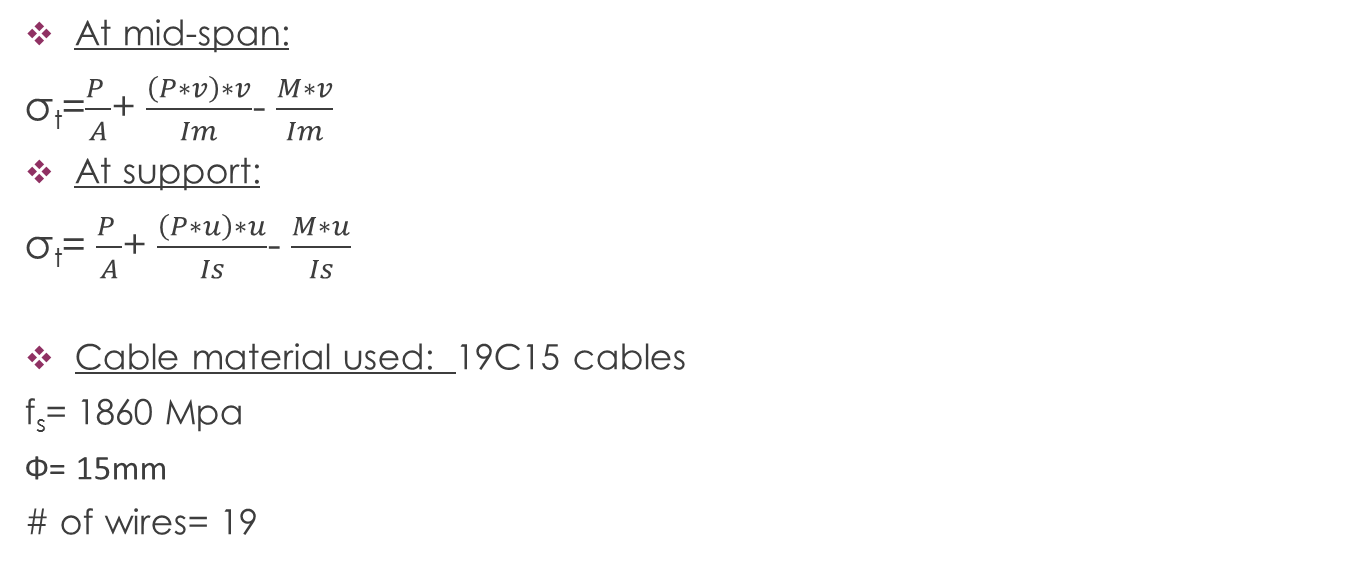 ❖ At mid-span:
σt=P/A+ (P∗v)∗v/Im- M∗v/Im
❖ At support:
σt= P/A+ (P∗u)∗u/Is- M∗u/Is
❖ Cable material used: 19C15 cables
fs= 1860 Mpa
Φ= 15mm
# of wires= 19